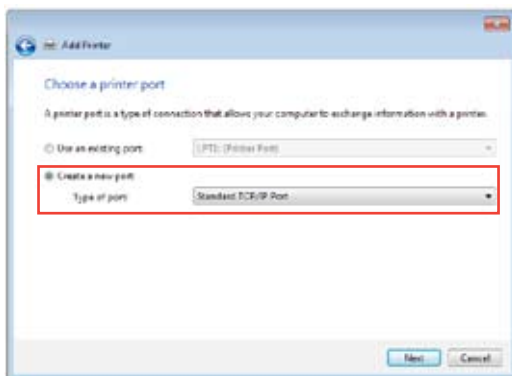 Add Printer
Choose a printer port
A printer port is a type of connection that allows your computer to exchange information with a printer.
Use an existing port: LPT1: (Printer Port)
Create a new port:
Type of port: Standard TCP/IP Port
Next Cancel